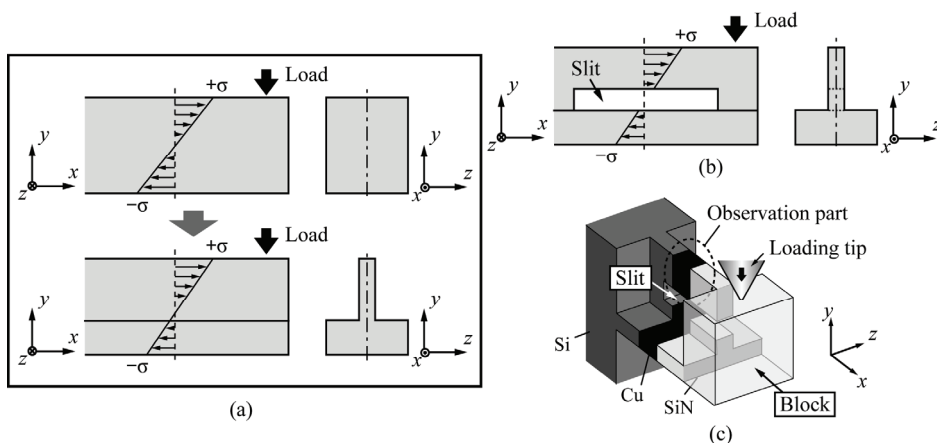 +σ
Load
y
x
z
−σ
y
x
z
+σ
Load
y
x
z
−σ
y
x
z
(a)
Load
+σ
Slit
y
x
z
−σ
y
x
z
(b)
Observation part
Loading tip
Slit
Si
Cu
SiN
Block
y
z
x
(c)